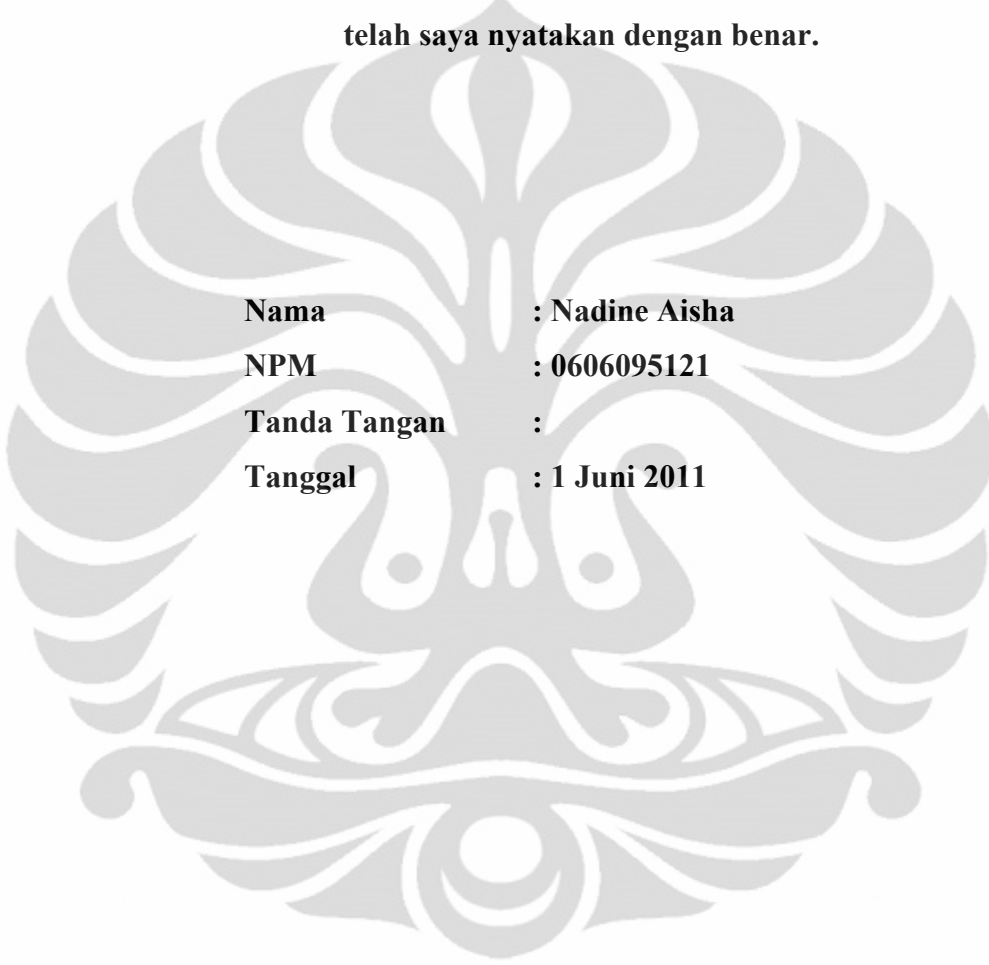 telah saya nyatakan dengan benar.
Nama : Nadine Aisha
NPM : 0606095121
Tanda Tangan :
Tanggal : 1 Juni 2011